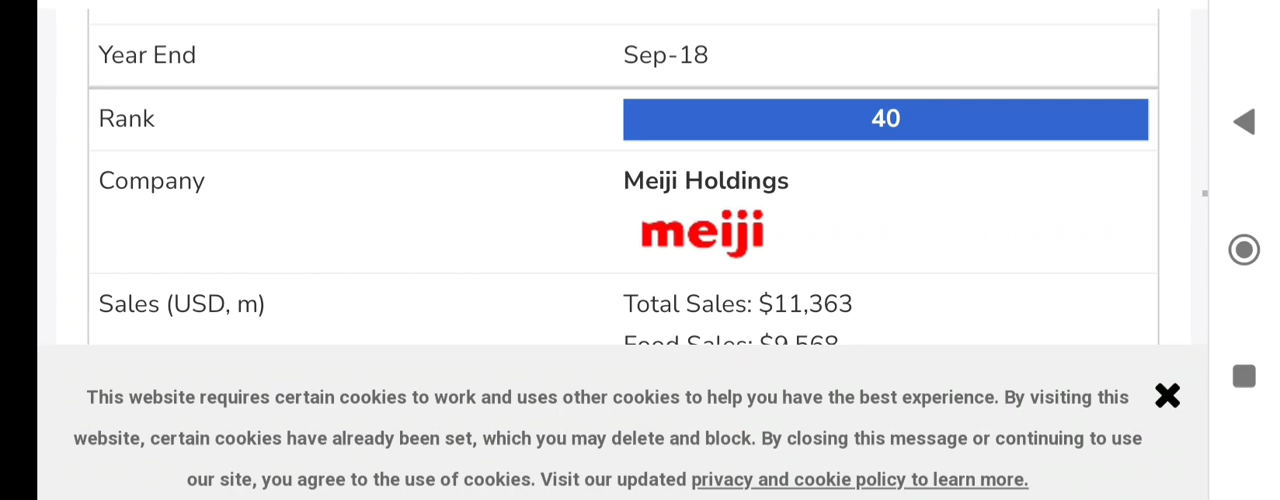 Year End Sep-18
Rank 40
Company Meiji Holdings
meiji
Sales (USD, m) Total Sales: $11,363
Food Sales: $9,568
This website requires certain cookies to work and uses other cookies to help you have the best experience. By visiting this
website, certain cookies have already been set, which you may delete and block. By closing this message or continuing to use
our site, you agree to the use of cookies. Visit our updated privacy and cookie policy to learn more.